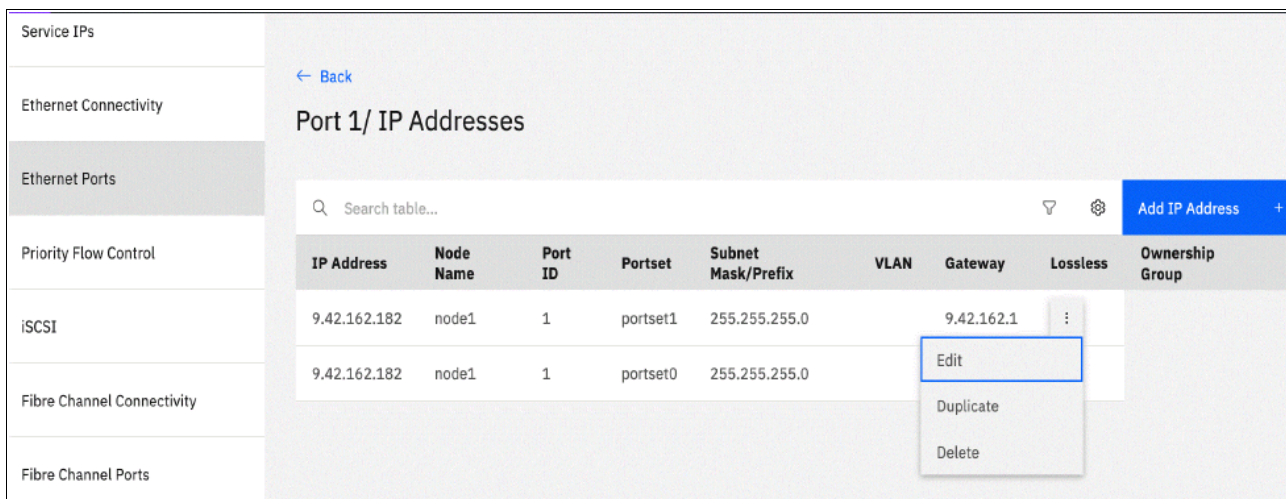 Service IPs
Ethernet Connectivity
Ethernet Ports
Priority Flow Control
iSCSI
Fibre Channel Connectivity
Fibre Channel Ports
← Back
Port 1/ IP Addresses
Search table...
Add IP Address +
IP Address Node Name Port ID Portset Subnet Mask/Prefix VLAN Gateway Lossless Ownership Group
9.42.162.182 node1 1 portset1 255.255.255.0 9.42.162.1
9.42.162.182 node1 1 portset0 255.255.255.0
Edit
Duplicate
Delete